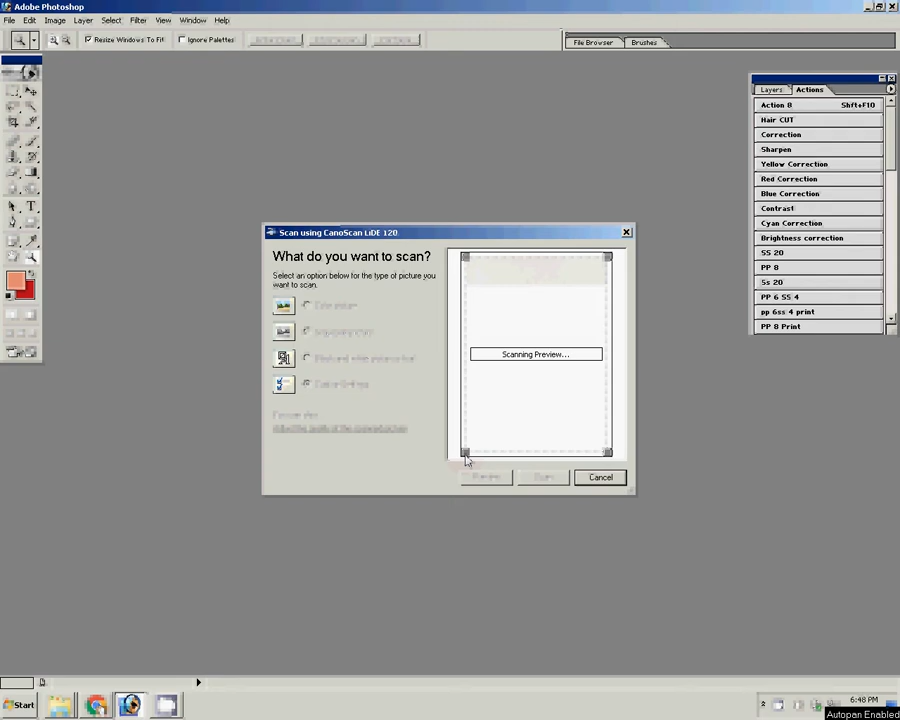 Adobe Photoshop
File Edit Image Layer Select Filter View Window Help
Resize Windows To Fit Ignore Palettes
File Browser Brushes
Layers Actions
Action 8 Shft+F10
Hair CUT
Correction
Sharpen
Yellow Correction
Red Correction
Blue Correction
Contrast
Cyan Correction
Brightness correction
SS 20
PP 8
Ss 20
PP 6 SS 4
pp 6ss 4 print
PP 8 Print
Scan using CanoScan LiDE 120
What do you want to scan?
Select an option below for the type of picture you
want to scan.
Scanning Preview...
Cancel
Start
6:48 PM
Autopan Enabled